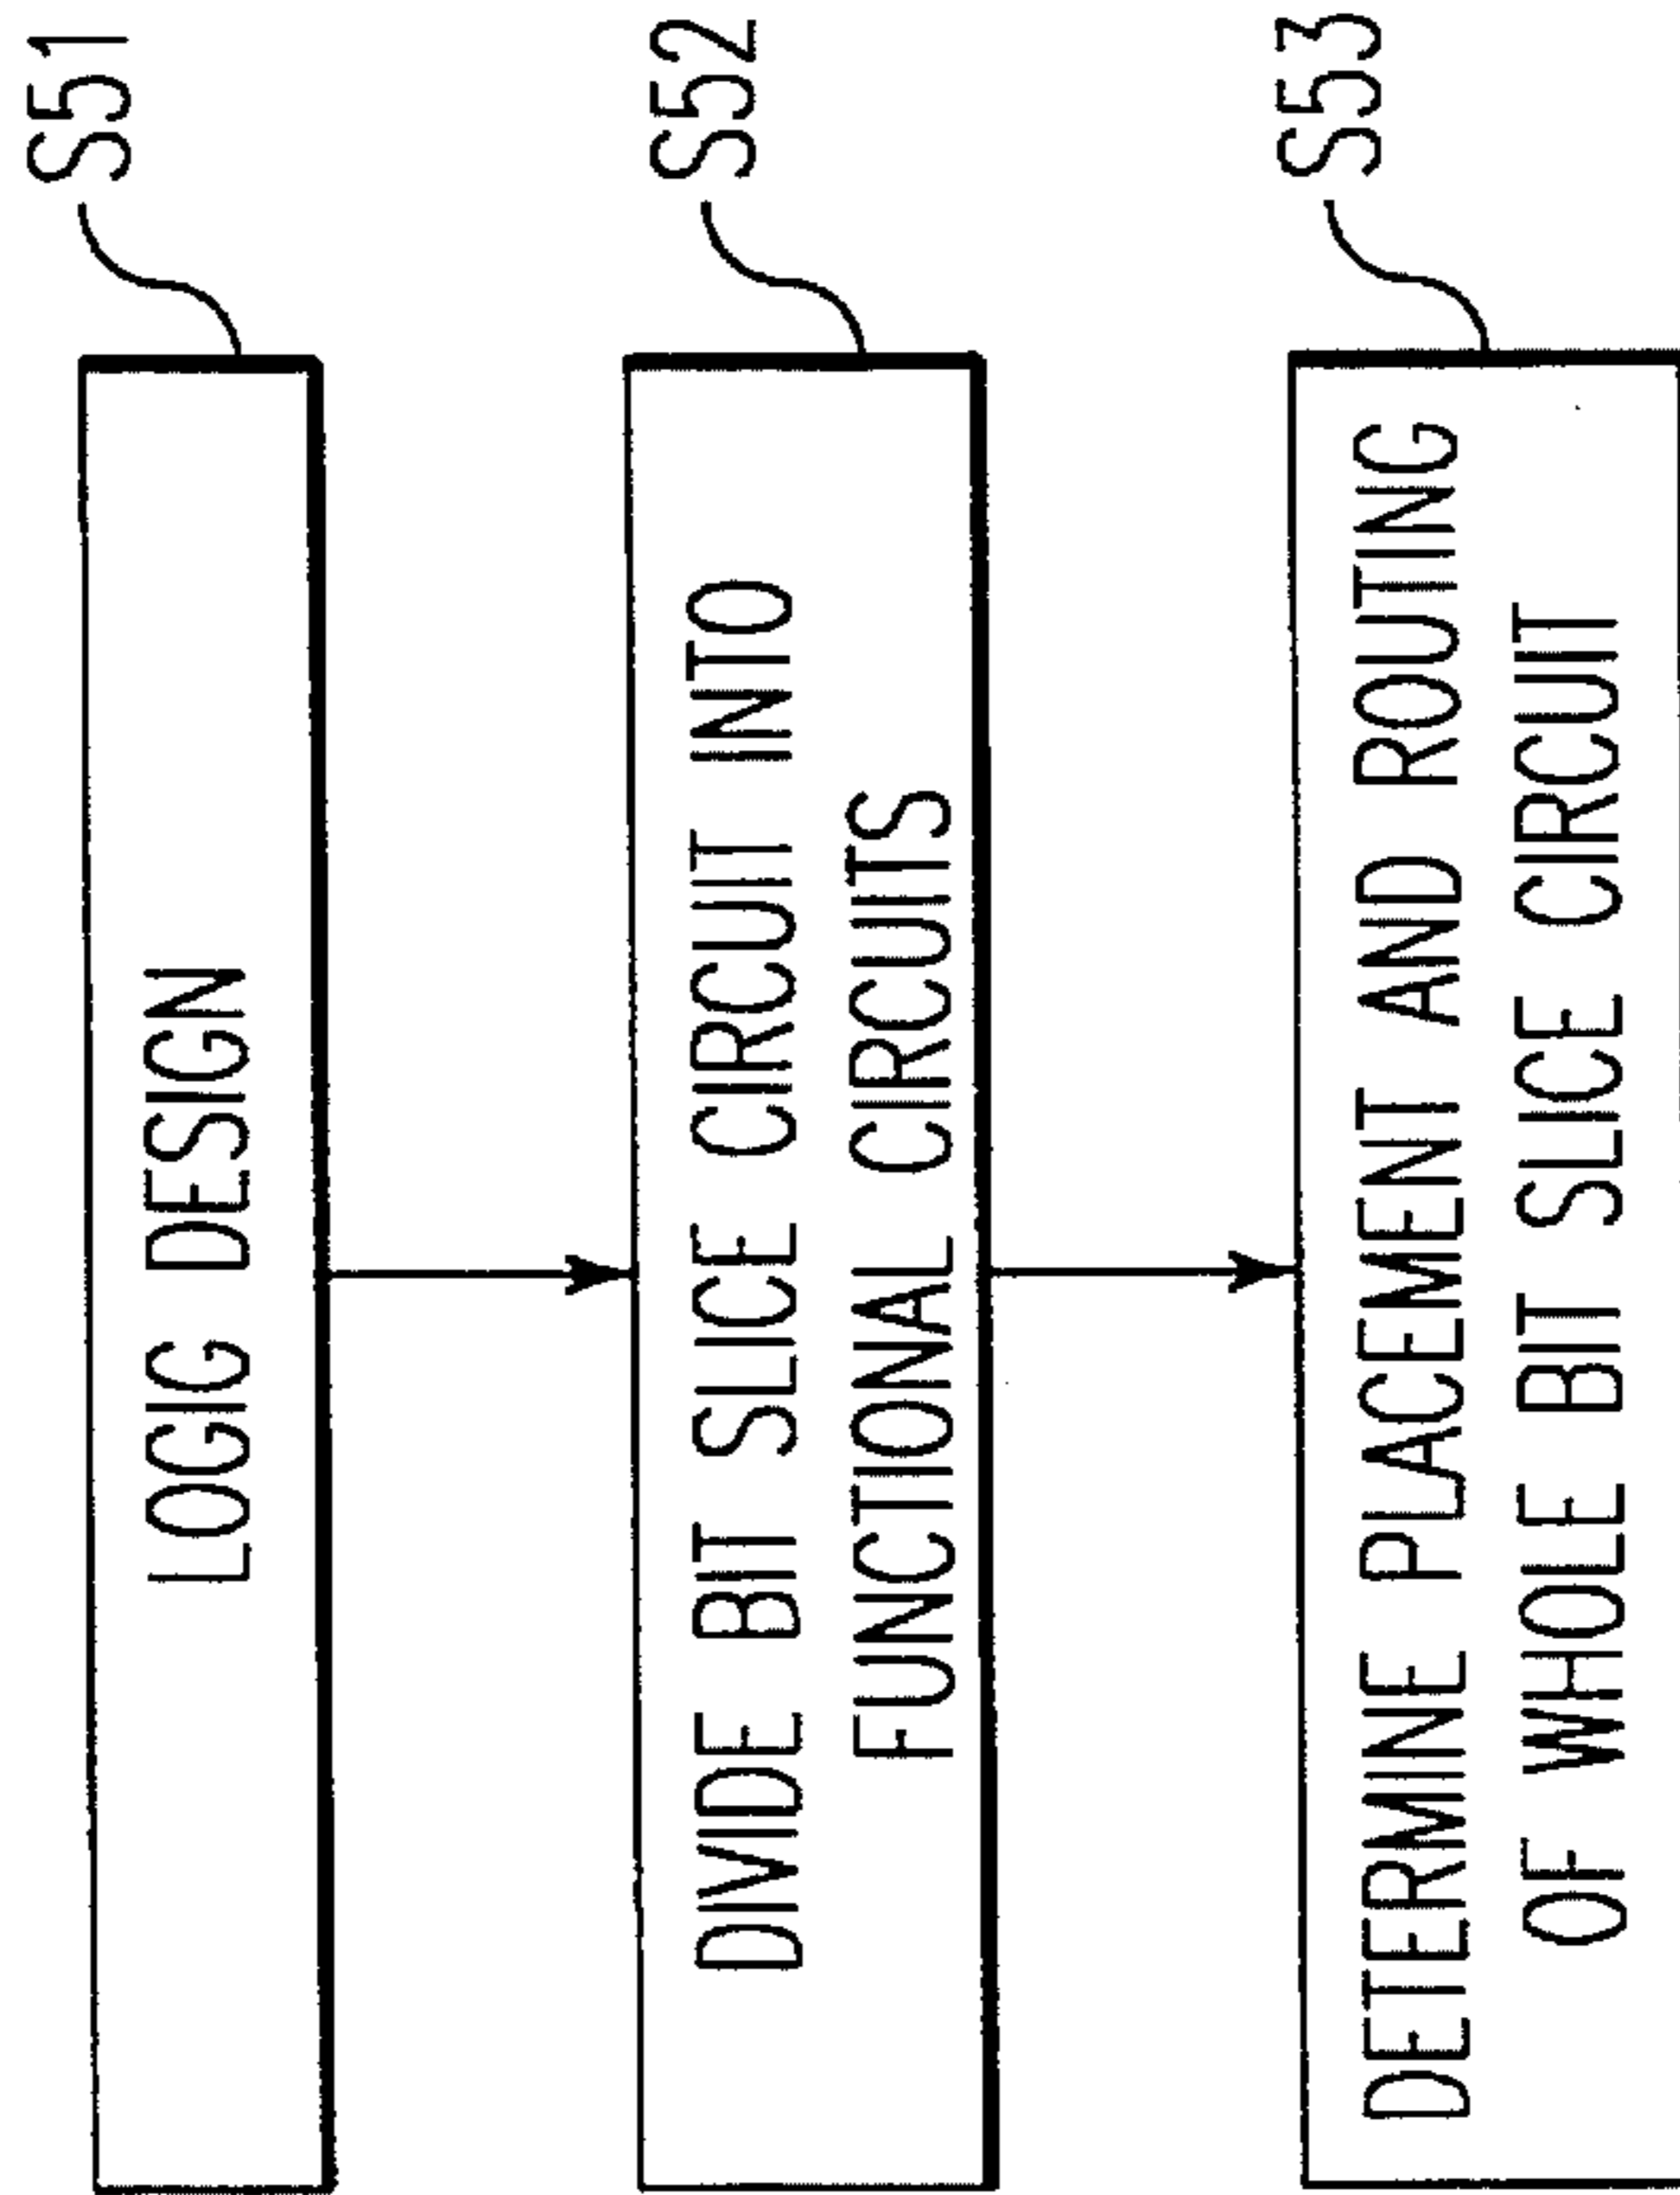 LOGIC DESIGN
S51
DIVIDE BIT SLICE CIRCUIT INTO
FUNCTIONAL CIRCUITS
S52
DETERMINE PLACEMENT AND ROUTING
OF WHOLE BIT SLICE CIRCUIT
S53